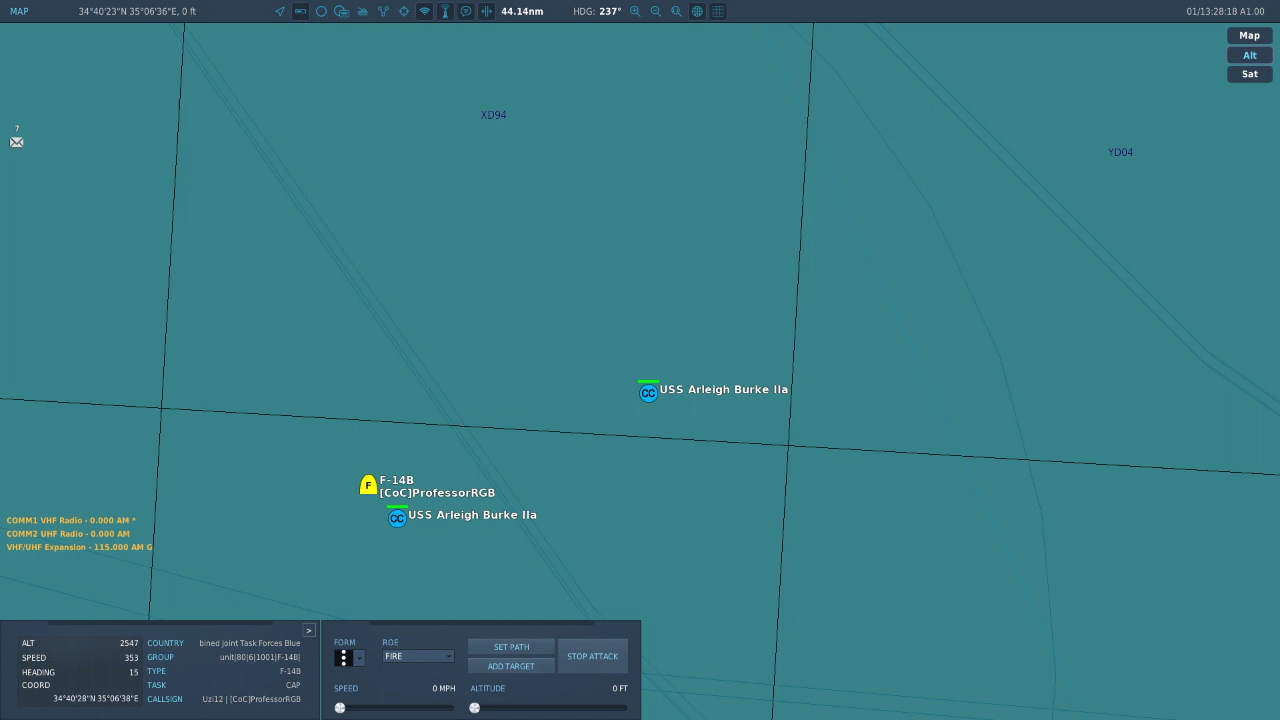 MAP 34°40'23"N 35°06'36"E, 0 ft 44.14nm HDG: 237° 01/13:28:18 A1.00
Map
Alt
Sat
XD94
YD04
?
USS Arleigh Burke IIa
F-14B
[CoC]ProfessorRGB
USS Arleigh Burke IIa
COMM1 VHF Radio - 0.000 AM *
COMM2 UHF Radio - 0.000 AM
VHF/UHF Expansion - 115.000 AM G
>
ALT 2547
SPEED 353
HEADING 15
COORD
34°40'28"N 35°06'38"E
COUNTRY bined Joint Task Forces Blue
GROUP unit|80|6|1001|F-14B|
TYPE F-14B
TASK CAP
CALLSIGN Uzi12 | [CoC]ProfessorRGB
FORM
ROE
FIRE
SET PATH
ADD TARGET
STOP ATTACK
SPEED 0 MPH
ALTITUDE 0 FT